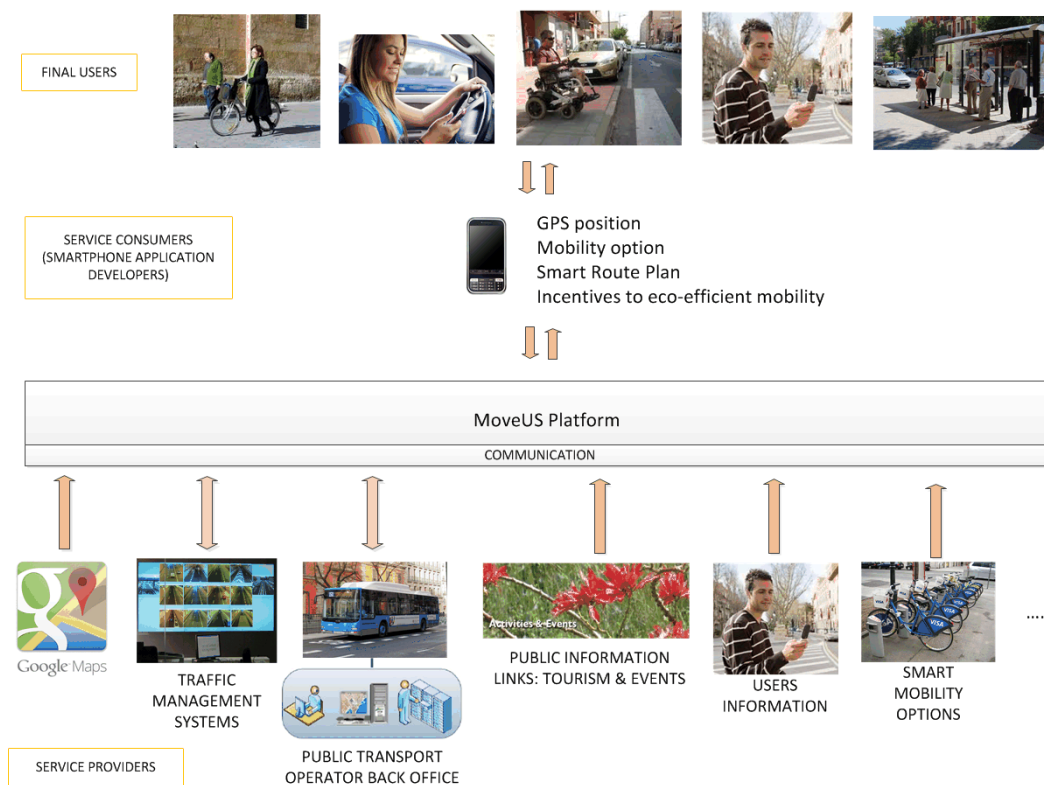 FINAL USERS
SERVICE CONSUMERS
(SMARTPHONE APPLICATION
DEVELOPERS)
GPS position
Mobility option
Smart Route Plan
Incentives to eco-efficient mobility
MoveUS Platform
COMMUNICATION
Google Maps
TRAFFIC
MANAGEMENT
SYSTEMS
PUBLIC TRANSPORT
OPERATOR BACK OFFICE
Activities & Events
PUBLIC INFORMATION
LINKS: TOURISM & EVENTS
USERS
INFORMATION
VISA
SMART
MOBILITY
OPTIONS
....
SERVICE PROVIDERS